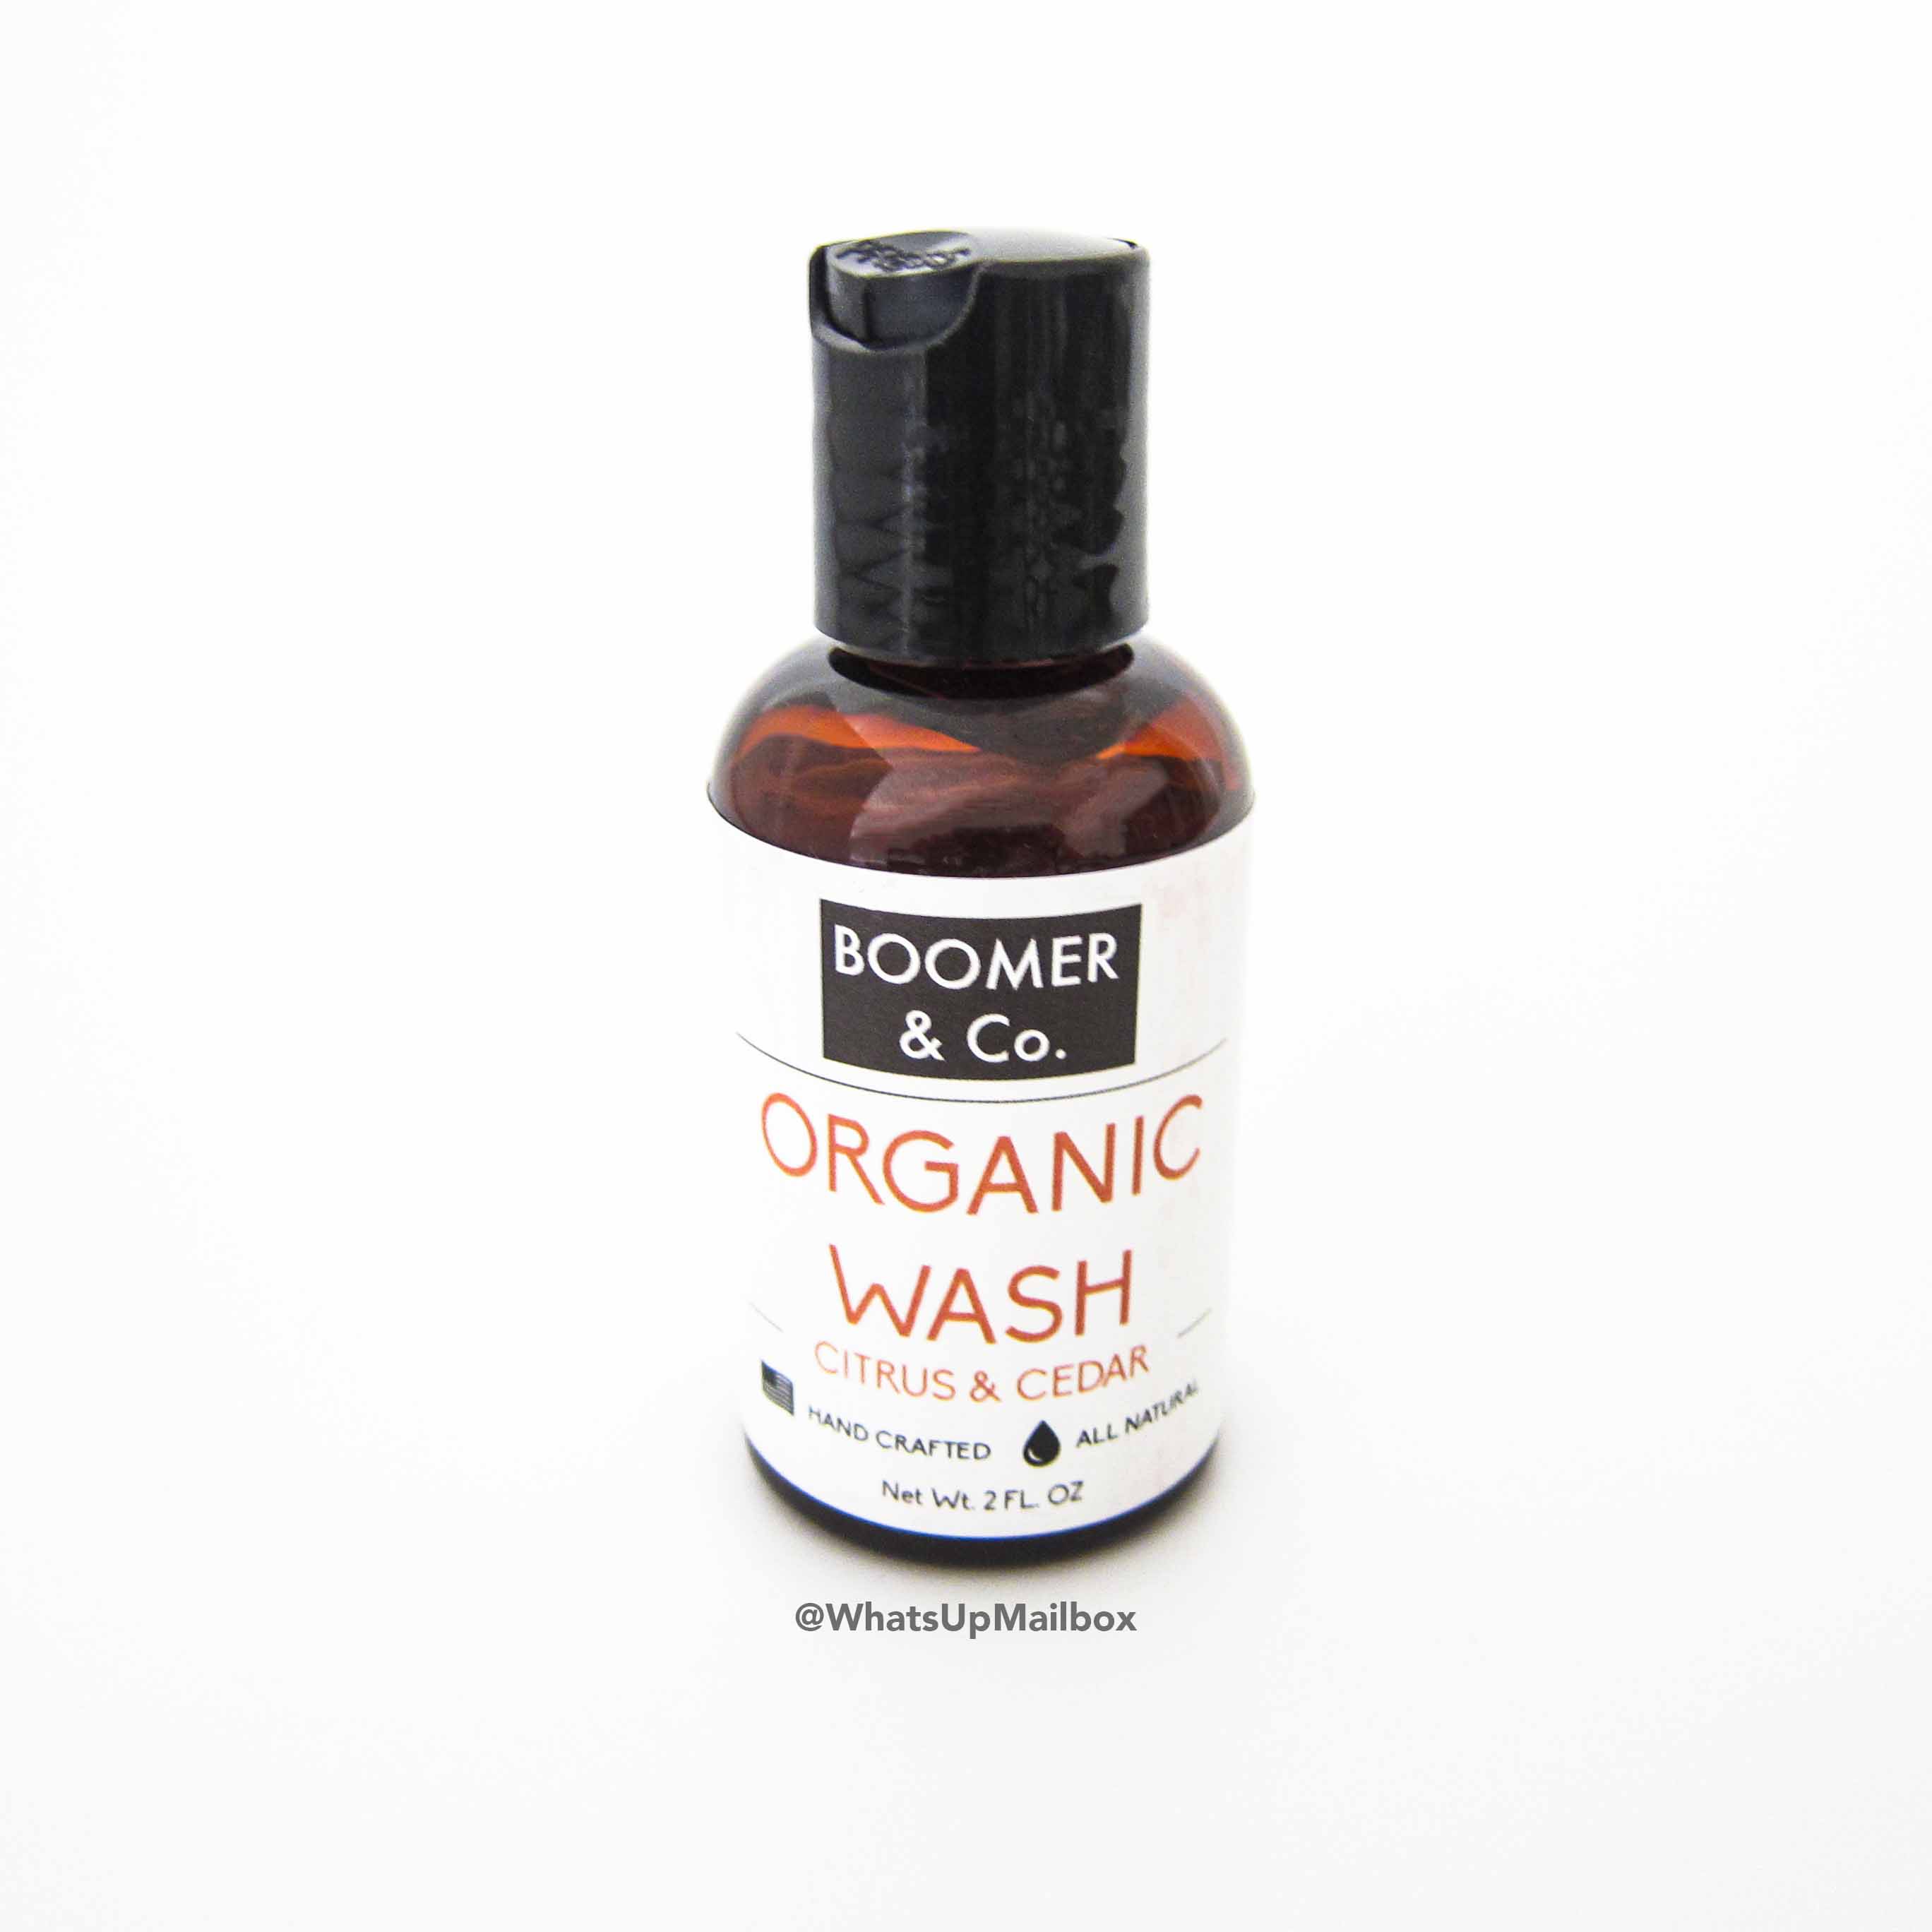 BOOMER
& Co.
ORGANIC
WASH
CITRUS & CEDAR
HAND CRAFTED ALL NATURAL
Net Wt. 2 FL. OZ
@WhatsUpMailbox